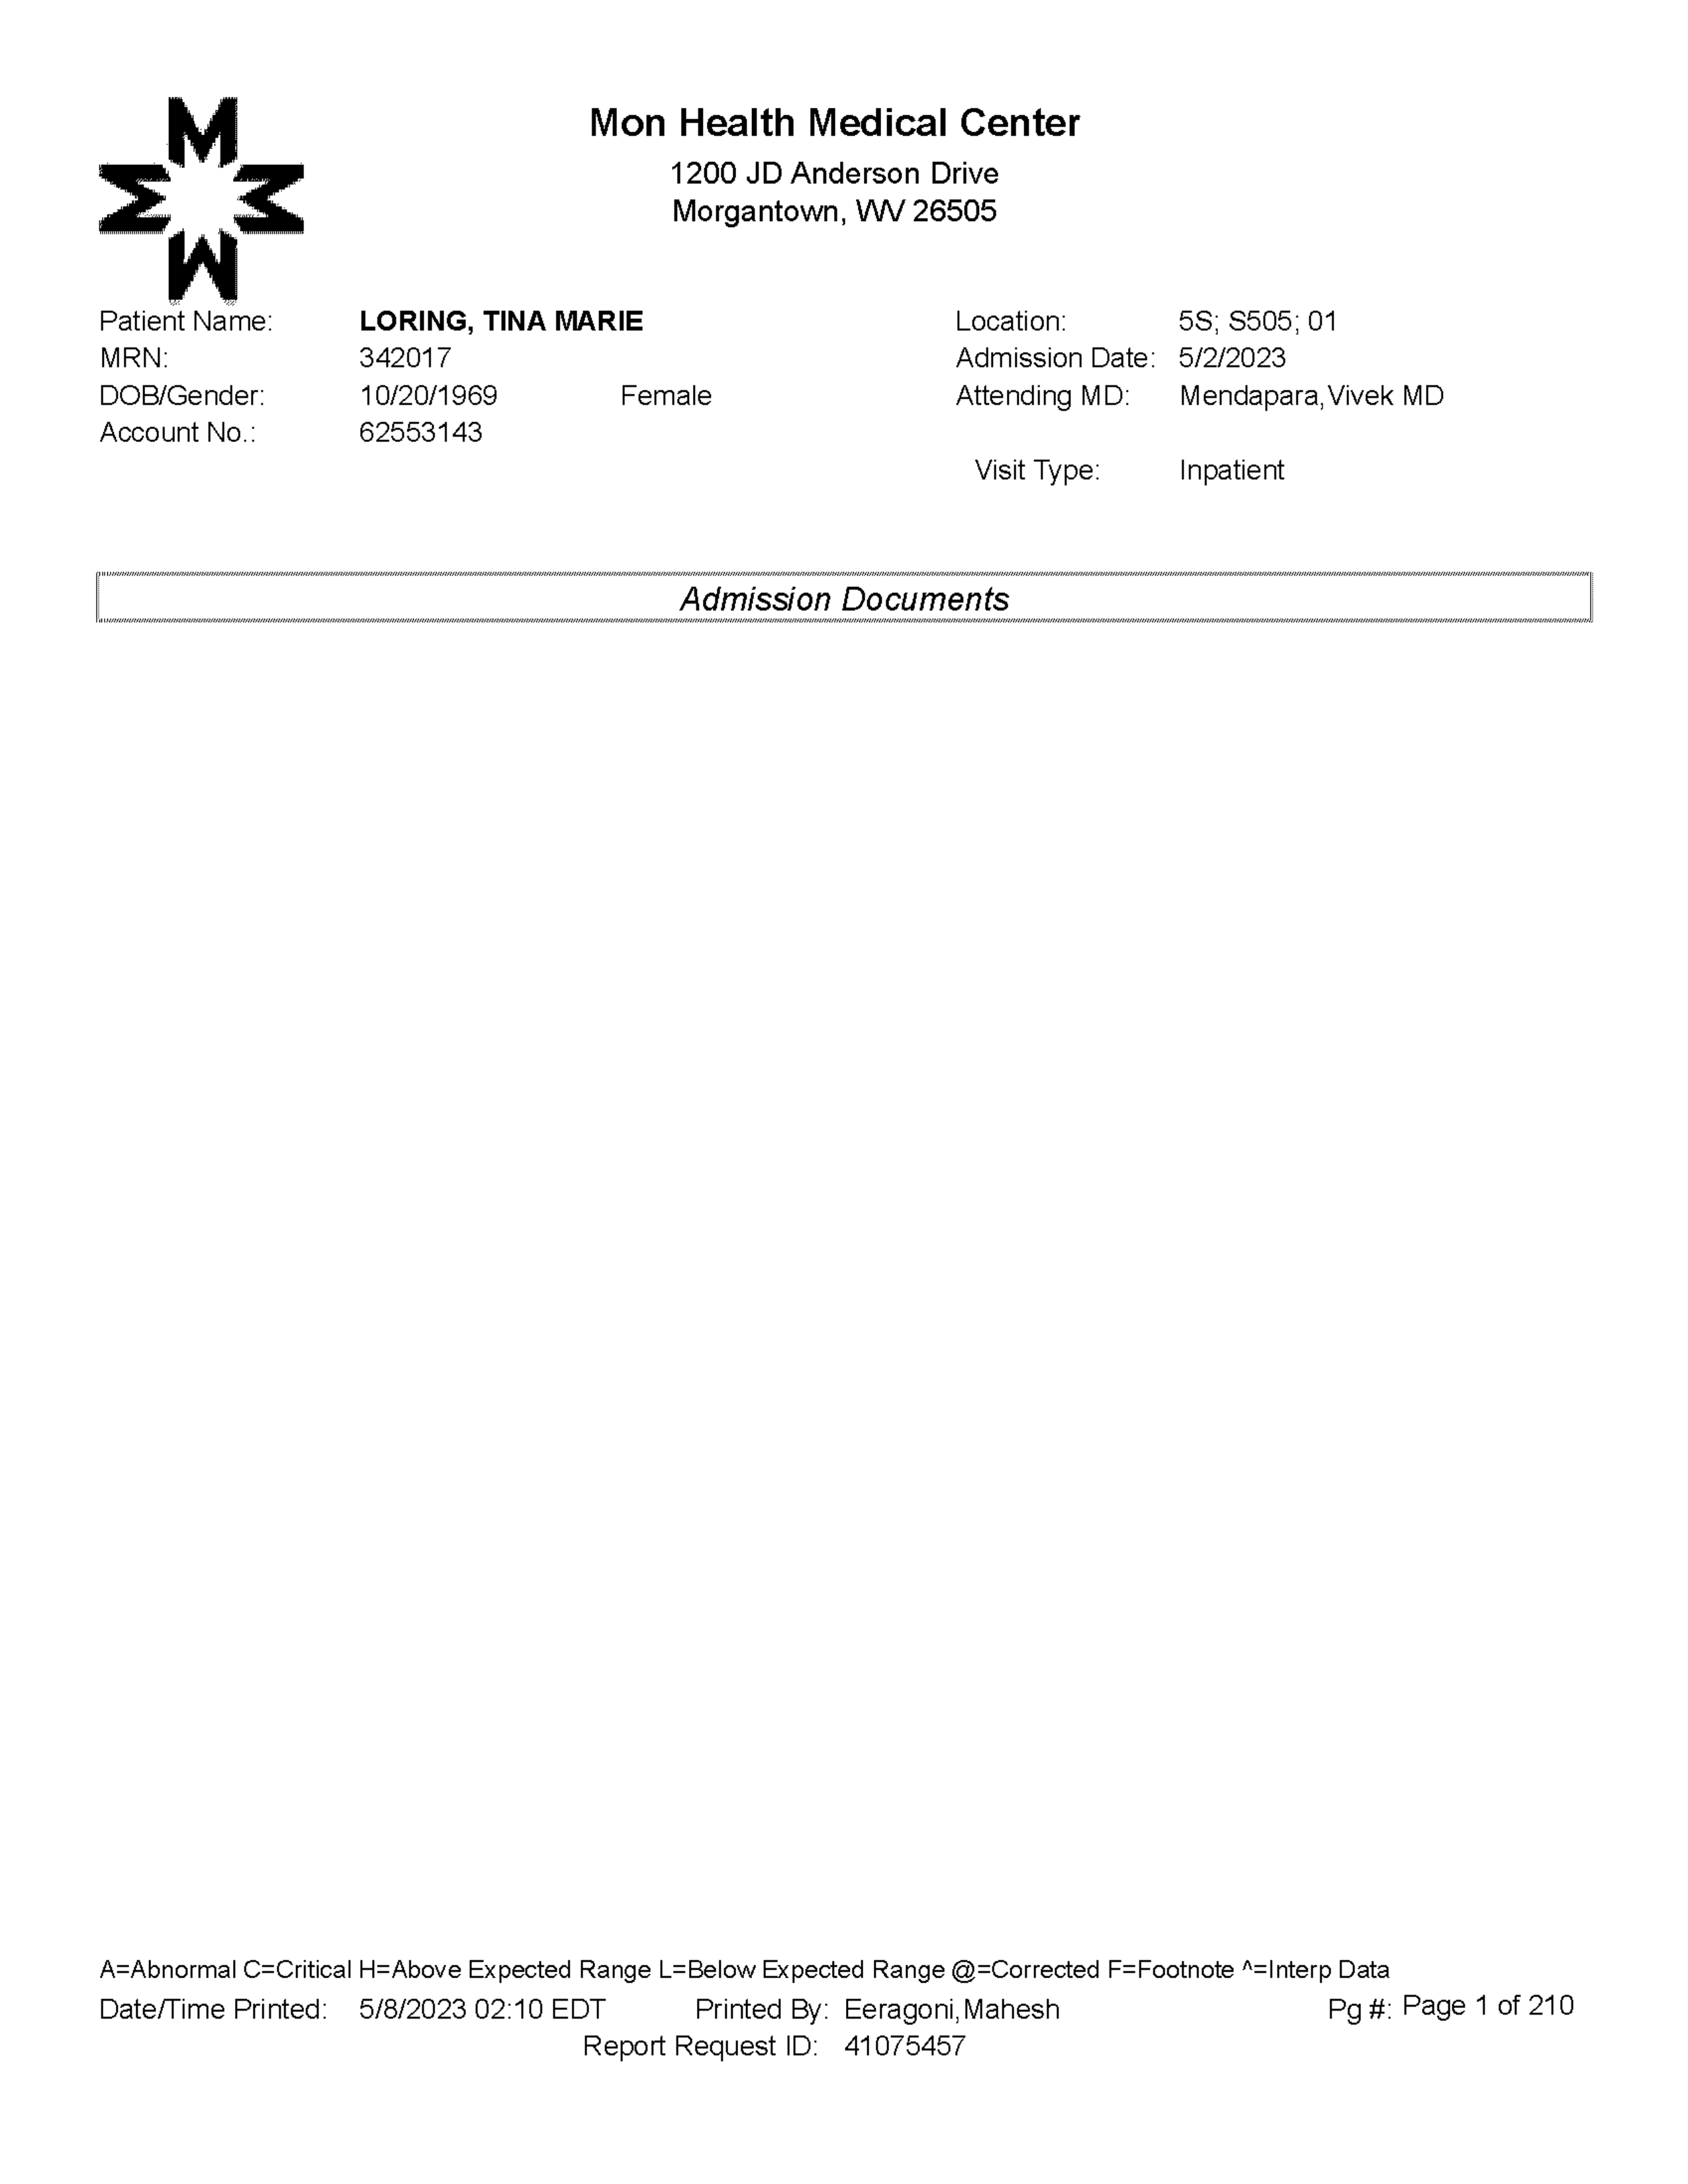 Mon Health Medical Center
1200 JD Anderson Drive
Morgantown, WV 26505
Patient Name: LORING, TINA MARIE Location: 5S; S505; 01
MRN: 342017 Admission Date: 5/2/2023
DOB/Gender: 10/20/1969 Female Attending MD: Mendapara,Vivek MD
Account No.: 62553143
Visit Type: Inpatient
Admission Documents
A=Abnormal C=Critical H=Above Expected Range L=Below Expected Range @=Corrected F=Footnote ^=Interp Data
Date/Time Printed: 5/8/2023 02:10 EDT Printed By: Eeragoni,Mahesh Pg #: Page 1 of 210
Report Request ID: 41075457